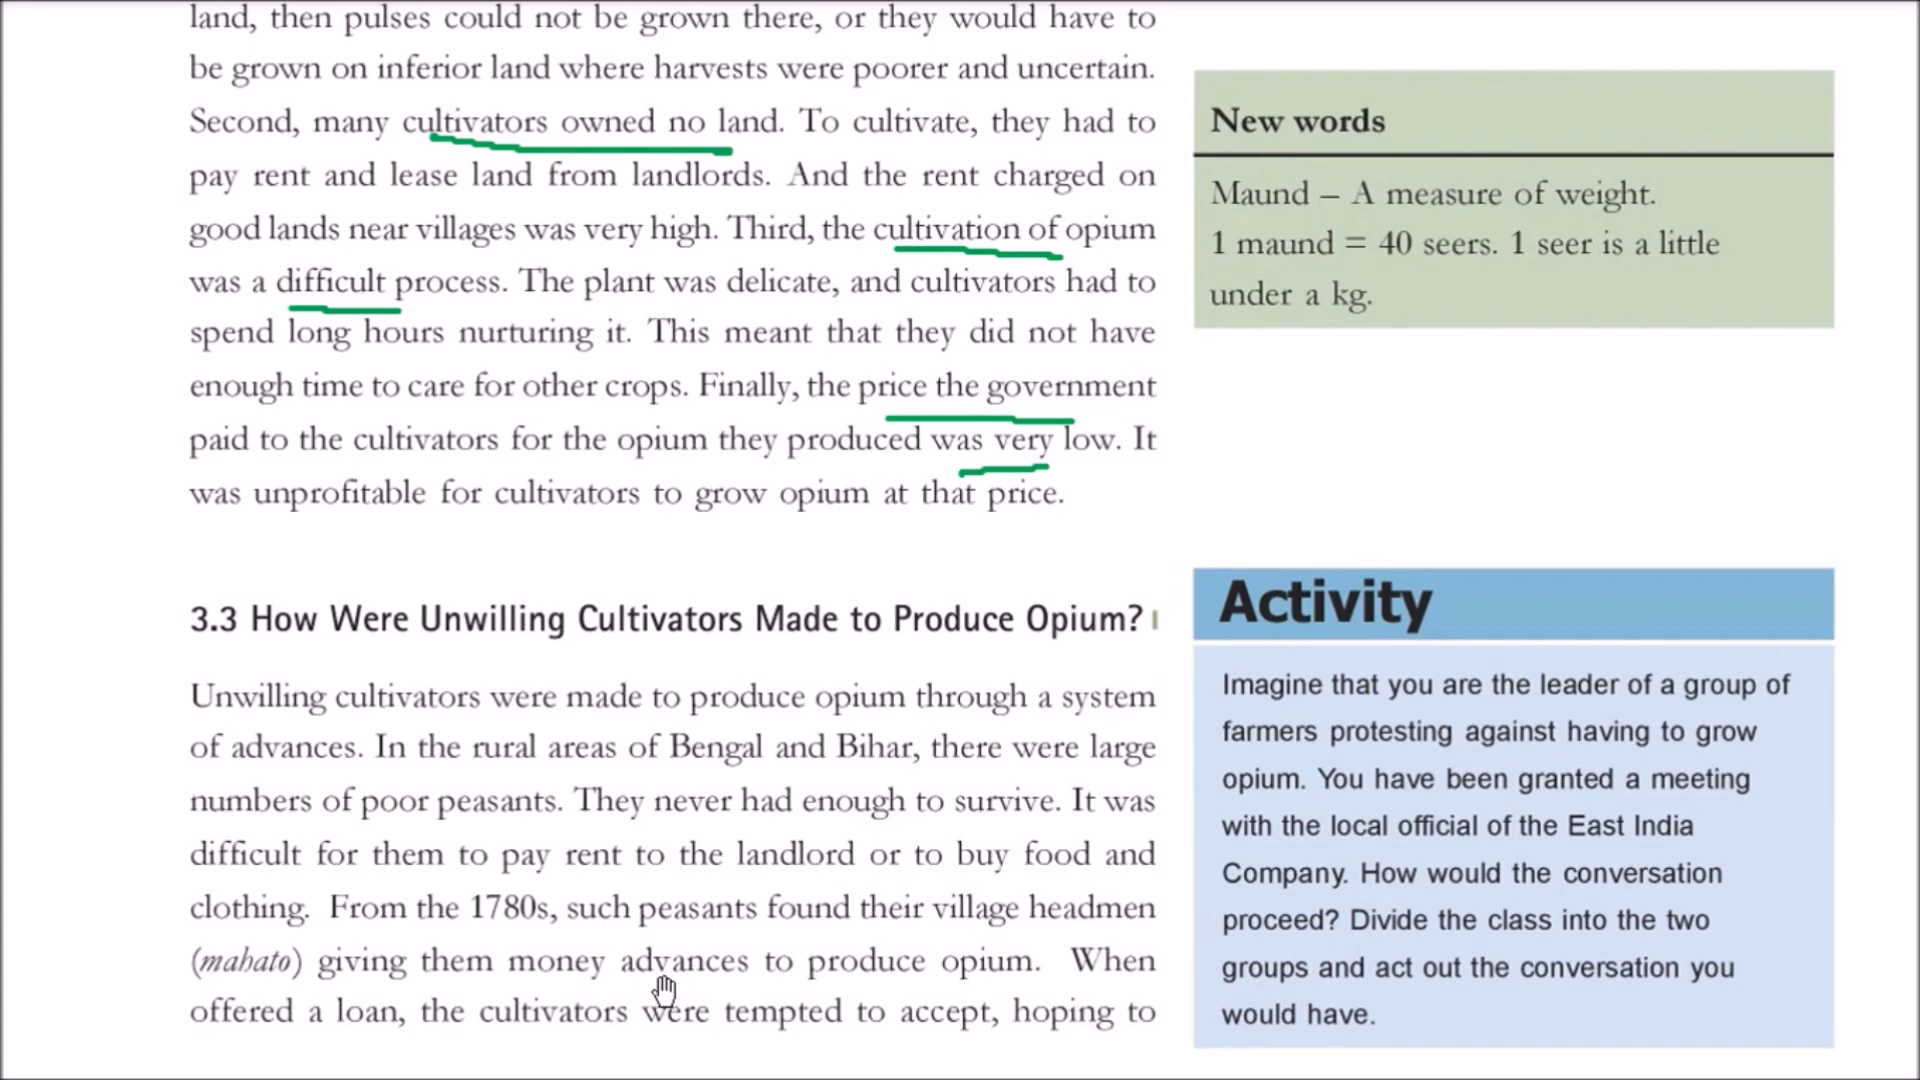 land, then pulses could not be grown there, or they would have to
be grown on inferior land where harvests were poorer and uncertain.
Second, many cultivators owned no land. To cultivate, they had to
pay rent and lease land from landlords. And the rent charged on
good lands near villages was very high. Third, the cultivation of opium
was a difficult process. The plant was delicate, and cultivators had to
spend long hours nurturing it. This meant that they did not have
enough time to care for other crops. Finally, the price the government
paid to the cultivators for the opium they produced was very low. It
was unprofitable for cultivators to grow opium at that price.
3.3 How Were Unwilling Cultivators Made to Produce Opium?
Unwilling cultivators were made to produce opium through a system
of advances. In the rural areas of Bengal and Bihar, there were large
numbers of poor peasants. They never had enough to survive. It was
difficult for them to pay rent to the landlord or to buy food and
clothing. From the 1780s, such peasants found their village headmen
(mahato) giving them money advances to produce opium. When
offered a loan, the cultivators were tempted to accept, hoping to
New words
Maund – A measure of weight.
1 maund = 40 seers. 1 seer is a little
under a kg.
Activity
Imagine that you are the leader of a group of
farmers protesting against having to grow
opium. You have been granted a meeting
with the local official of the East India
Company. How would the conversation
proceed? Divide the class into the two
groups and act out the conversation you
would have.